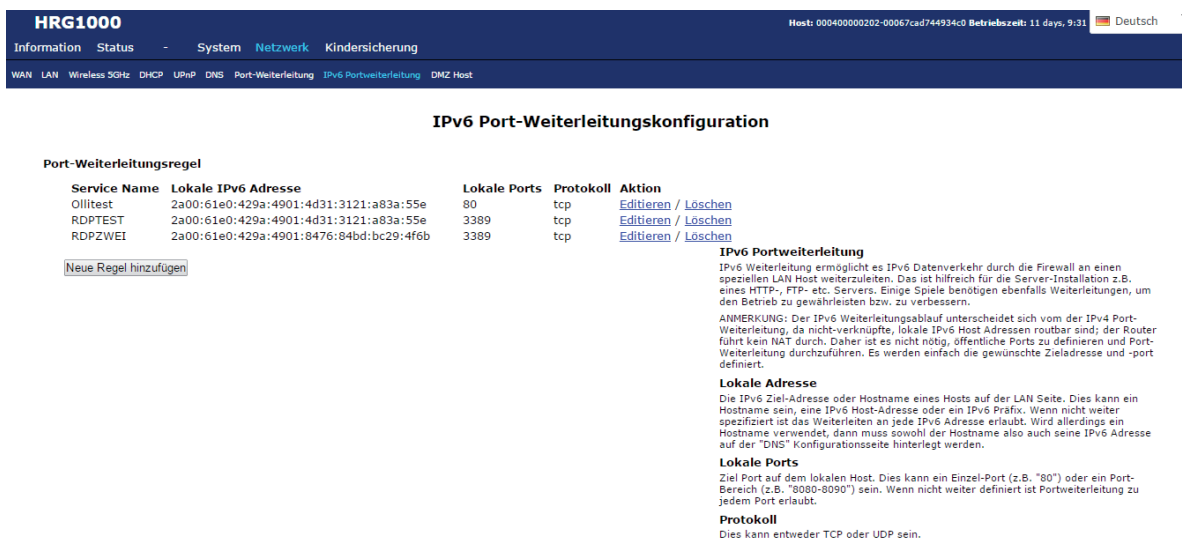 HRG1000
Host: 000400000202-00067cad744934c0 Betriebszeit: 11 days, 9:31
Deutsch
Information Status - System Netzwerk Kindersicherung
WAN LAN Wireless 5GHz DHCP UPnP DNS Port-Weiterleitung IPv6 Portweiterleitung DMZ Host
IPv6 Port-Weiterleitungskonfiguration
Port-Weiterleitungsregel
Service Name Lokale IPv6 Adresse Lokale Ports Protokoll Aktion
Ollitest 2a00:61e0:429a:4901:4d31:3121:a83a:55e 80 tcp Editieren / Löschen
RDPTEST 2a00:61e0:429a:4901:4d31:3121:a83a:55e 3389 tcp Editieren / Löschen
RDPZWEI 2a00:61e0:429a:4901:8476:84bd:bc29:4f6b 3389 tcp Editieren / Löschen
Neue Regel hinzufügen
IPv6 Portweiterleitung
IPv6 Weiterleitung ermöglicht es IPv6 Datenverkehr durch die Firewall an einen
speziellen LAN Host weiterzuleiten. Das ist hilfreich für die Server-Installation z.B.
eines HTTP-, FTP- etc. Servers. Einige Spiele benötigen ebenfalls Weiterleitungen, um
den Betrieb zu gewährleisten bzw. zu verbessern.
ANMERKUNG: Der IPv6 Weiterleitungsablauf unterscheidet sich vom der IPv4 Port-
Weiterleitung, da nicht-verknüpfte, lokale IPv6 Host Adressen routbar sind; der Router
führt kein NAT durch. Daher ist es nicht nötig, öffentliche Ports zu definieren und Port-
Weiterleitung durchzuführen. Es werden einfach die gewünschte Zieladresse und -port
definiert.
Lokale Adresse
Die IPv6 Ziel-Adresse oder Hostname eines Hosts auf der LAN Seite. Dies kann ein
Hostname sein, eine IPv6 Host-Adresse oder ein IPv6 Präfix. Wenn nicht weiter
spezifiziert ist das Weiterleiten an jede IPv6 Adresse erlaubt. Wird allerdings ein
Hostname verwendet, dann muss sowohl der Hostname also auch seine IPv6 Adresse
auf der "DNS" Konfigurationsseite hinterlegt werden.
Lokale Ports
Ziel Port auf dem lokalen Host. Dies kann ein Einzel-Port (z.B. "80") oder ein Port-
Bereich (z.B. "8080-8090") sein. Wenn nicht weiter definiert ist Portweiterleitung zu
jedem Port erlaubt.
Protokoll
Dies kann entweder TCP oder UDP sein.